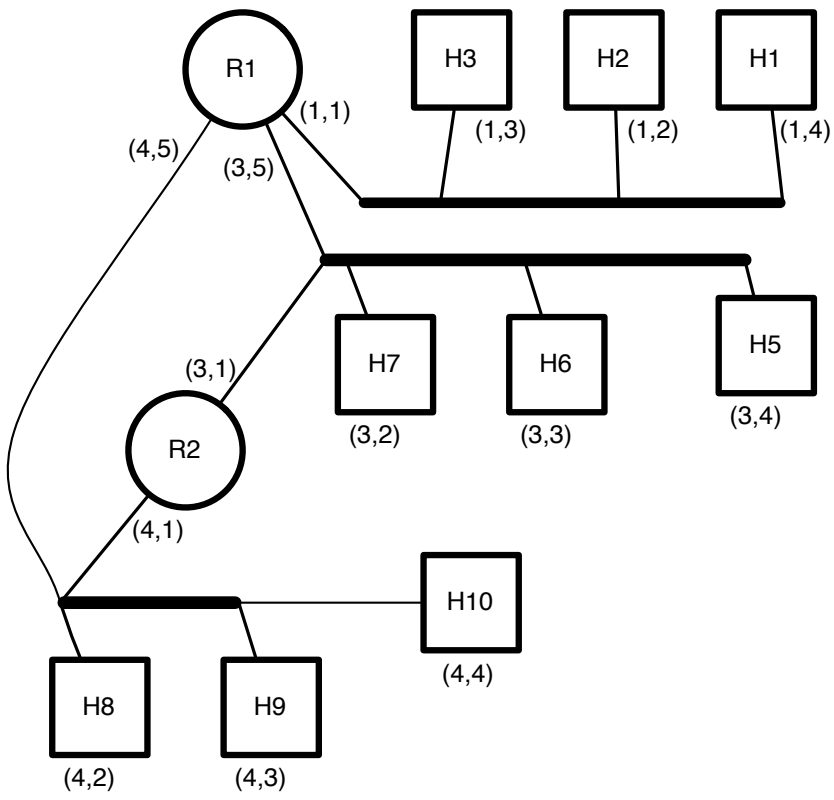 R1
H3
H2
H1
(1,1)
(1,3)
(1,2)
(1,4)
(4,5)
(3,5)
H7
H6
H5
(3,1)
(3,2)
(3,3)
(3,4)
R2
(4,1)
H10
(4,4)
H8
H9
(4,2)
(4,3)